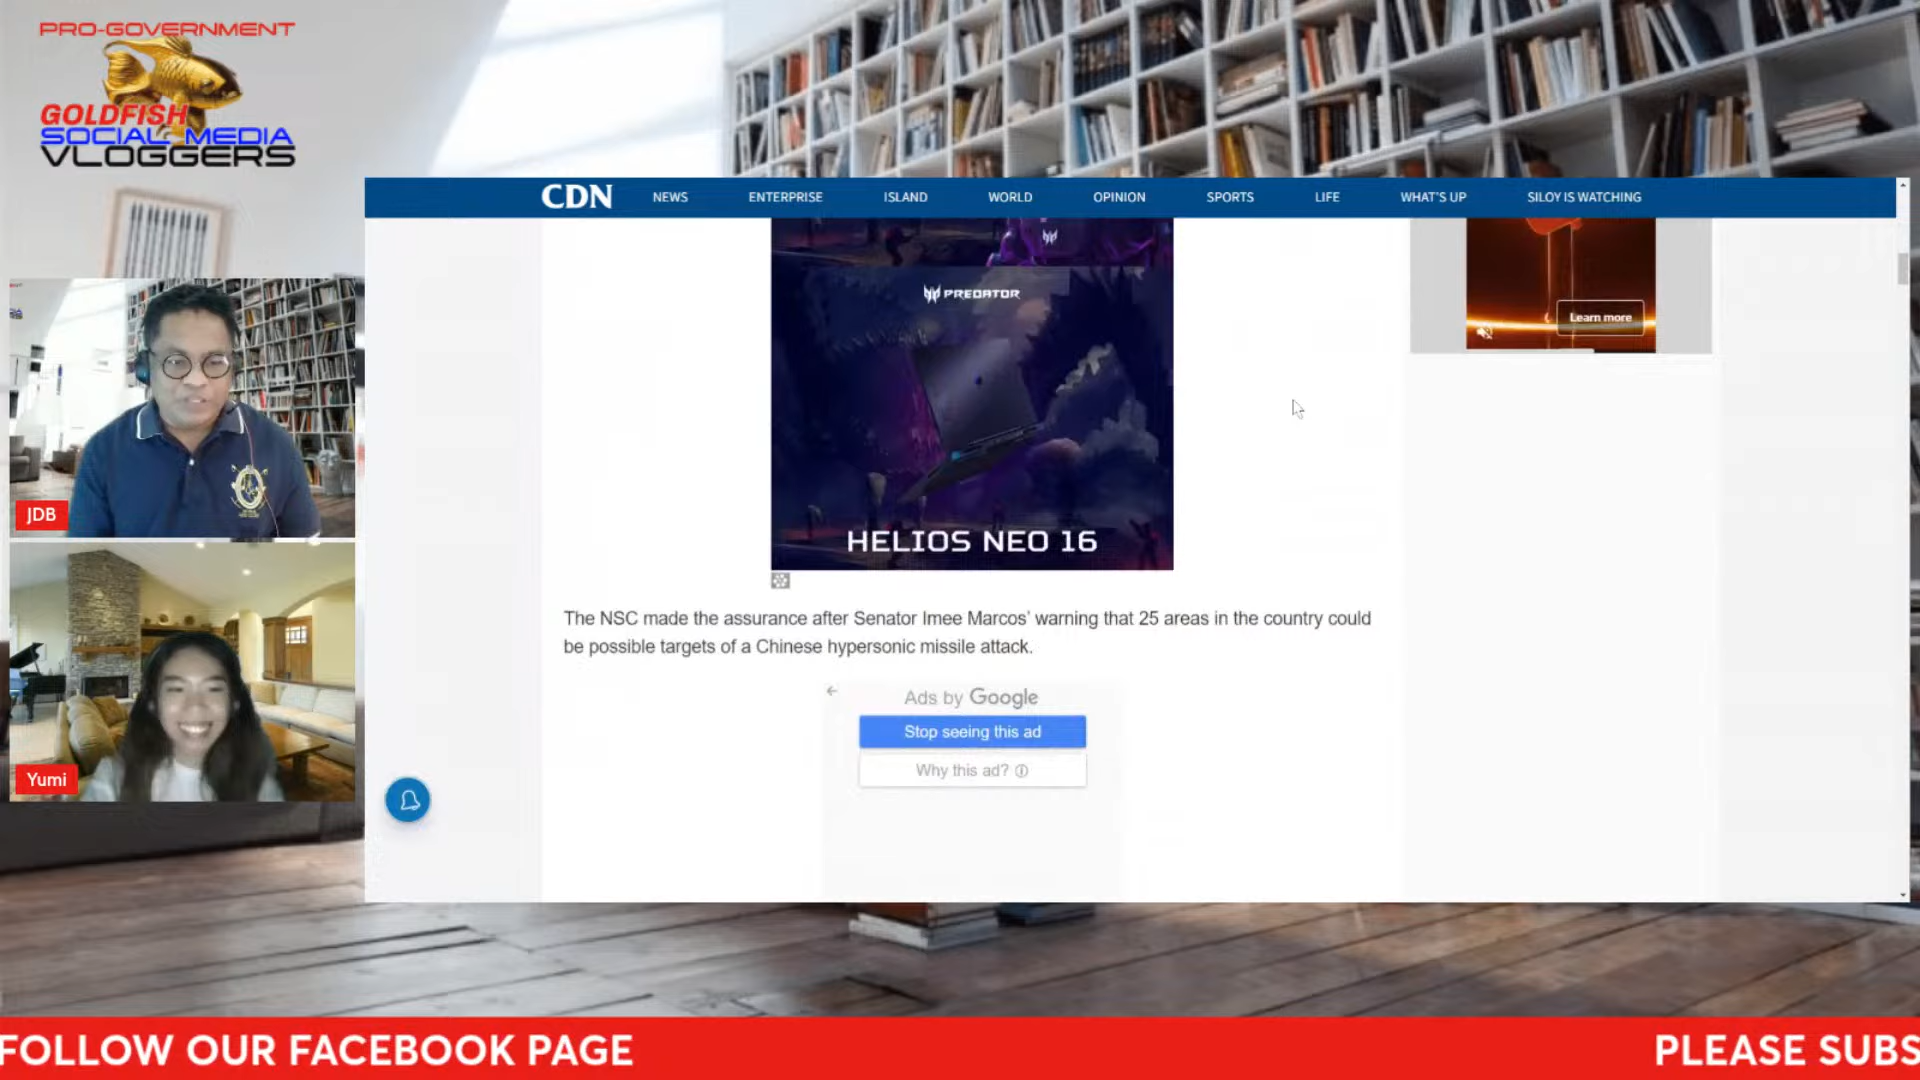 PRO-GOVERNMENT
GOLDFISH
SOCIAL MEDIA
VLOGGERS
CDN NEWS ENTERPRISE ISLAND WORLD OPINION SPORTS LIFE WHAT'S UP SILOY IS WATCHING
PREDATOR
Learn more
HELIOS NEO 16
JDB
The NSC made the assurance after Senator Imee Marcos' warning that 25 areas in the country could
be possible targets of a Chinese hypersonic missile attack.
Ads by Google
Stop seeing this ad
Why this ad?
Yumi
FOLLOW OUR FACEBOOK PAGE PLEASE SUBS